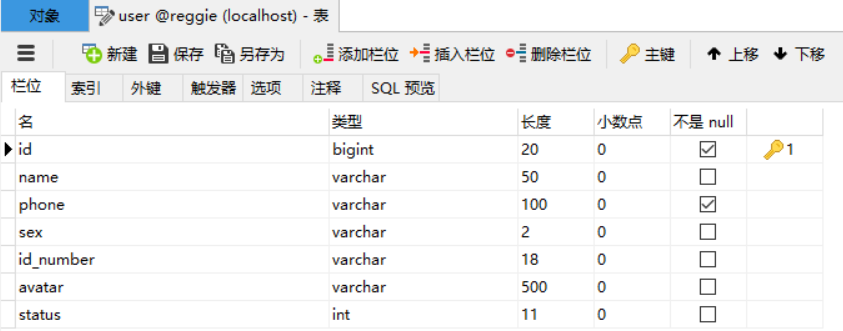 对象 user @reggie (localhost) - 表
新建 保存 另存为 添加栏位 插入栏位 删除栏位 主键 上移 下移
栏位 索引 外键 触发器 选项 注释 SQL 预览
名 类型 长度 小数点 不是 null
id bigint 20 0 1
name varchar 50 0
phone varchar 100 0
sex varchar 2 0
id_number varchar 18 0
avatar varchar 500 0
status int 11 0